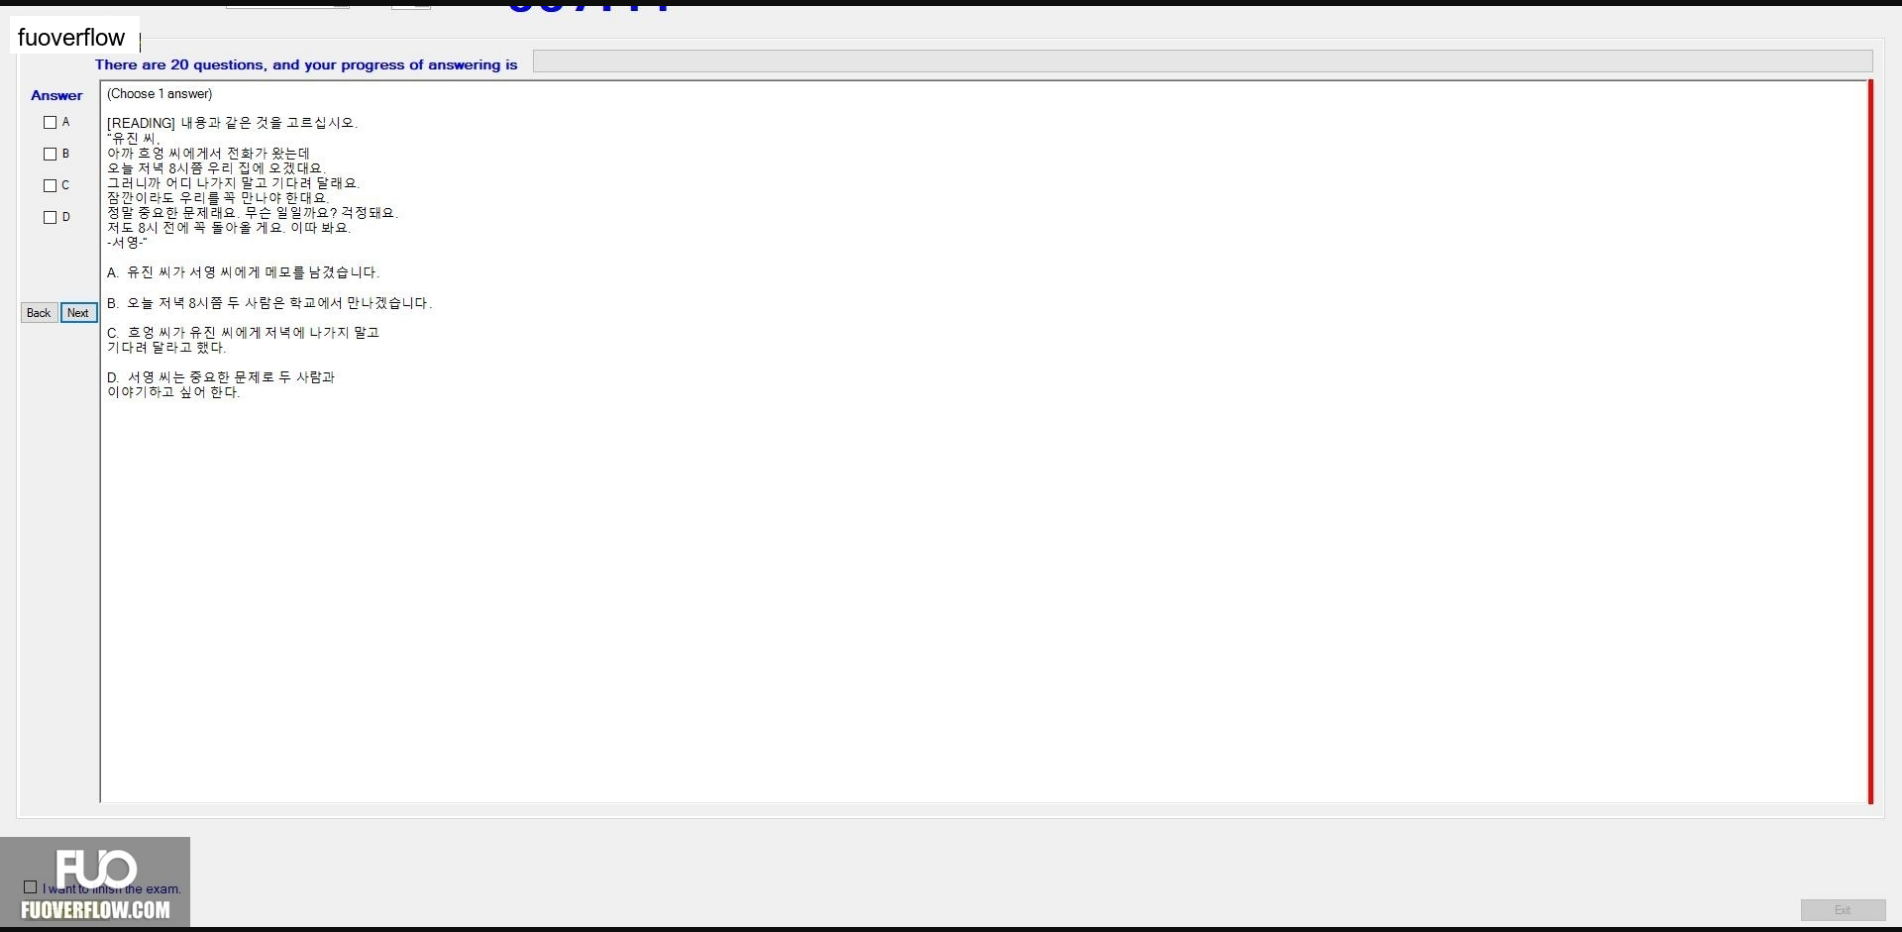 fuoverflow
There are 20 questions, and your progress of answering is
Answer
(Choose 1 answer)
A
B
C
D
[READING] 내용과 같은 것을 고르십시오.
"유진 씨,
아까 흐엉 씨에게서 전화가 왔는데
오늘 저녁 8시쯤 우리 집에 오겠대요.
그러니까 어디 나가지 말고 기다려 달래요.
잠깐이라도 우리를 꼭 만나야 한대요.
정말 중요한 문제래요. 무슨 일일까요? 걱정돼요.
저도 8시 전에 꼭 돌아올 게요. 이따 봐요.
-서영-"
A. 유진 씨가 서영 씨에게 메모를 남겼습니다.
B. 오늘 저녁 8시쯤 두 사람은 학교에서 만나겠습니다.
C. 흐엉 씨가 유진 씨에게 저녁에 나가지 말고
기다려 달라고 했다.
D. 서영 씨는 중요한 문제로 두 사람과
이야기하고 싶어 한다.
Back
Next
FUO
I want to finish the exam.
FUOVERFLOW.COM
Exit